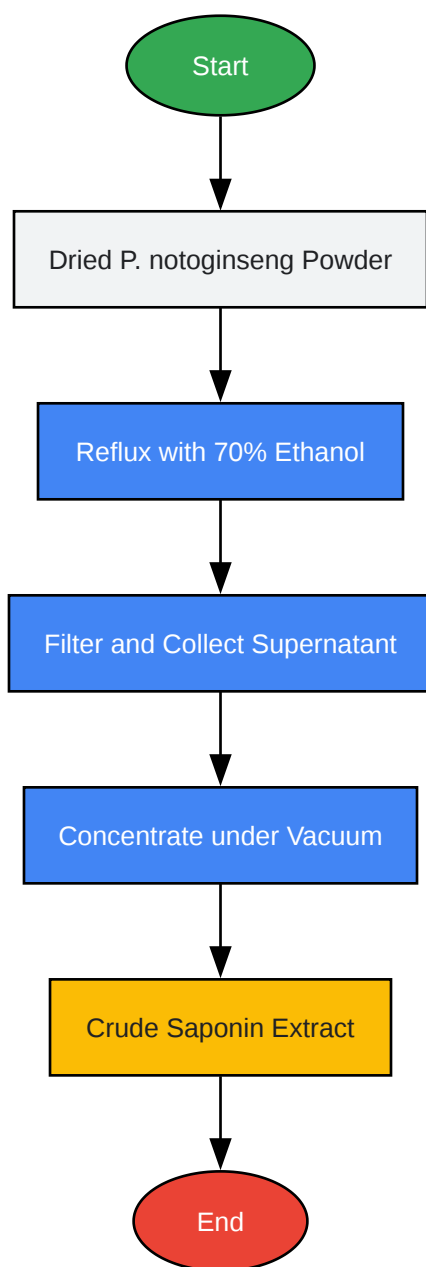 Start
Dried P. notoginseng Powder
Reflux with 70% Ethanol
Filter and Collect Supernatant
Concentrate under Vacuum
Crude Saponin Extract
End